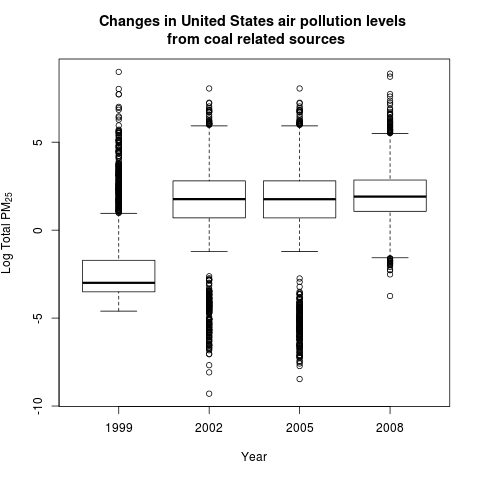 Changes in United States air pollution levels
from coal related sources
Log Total PM25
5
0
-5
-10
1999 2002 2005 2008
Year